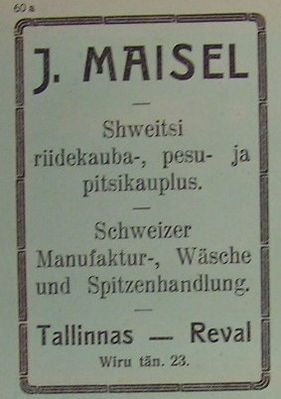 60 a
J. MAISEL
Shweitsi
riidekauba-, pesu- ja
pitsikauplus.
Schweizer
Manufaktur-, Wäsche
und Spitzenhandlung.
Tallinnas — Reval
Wiru tän. 23.